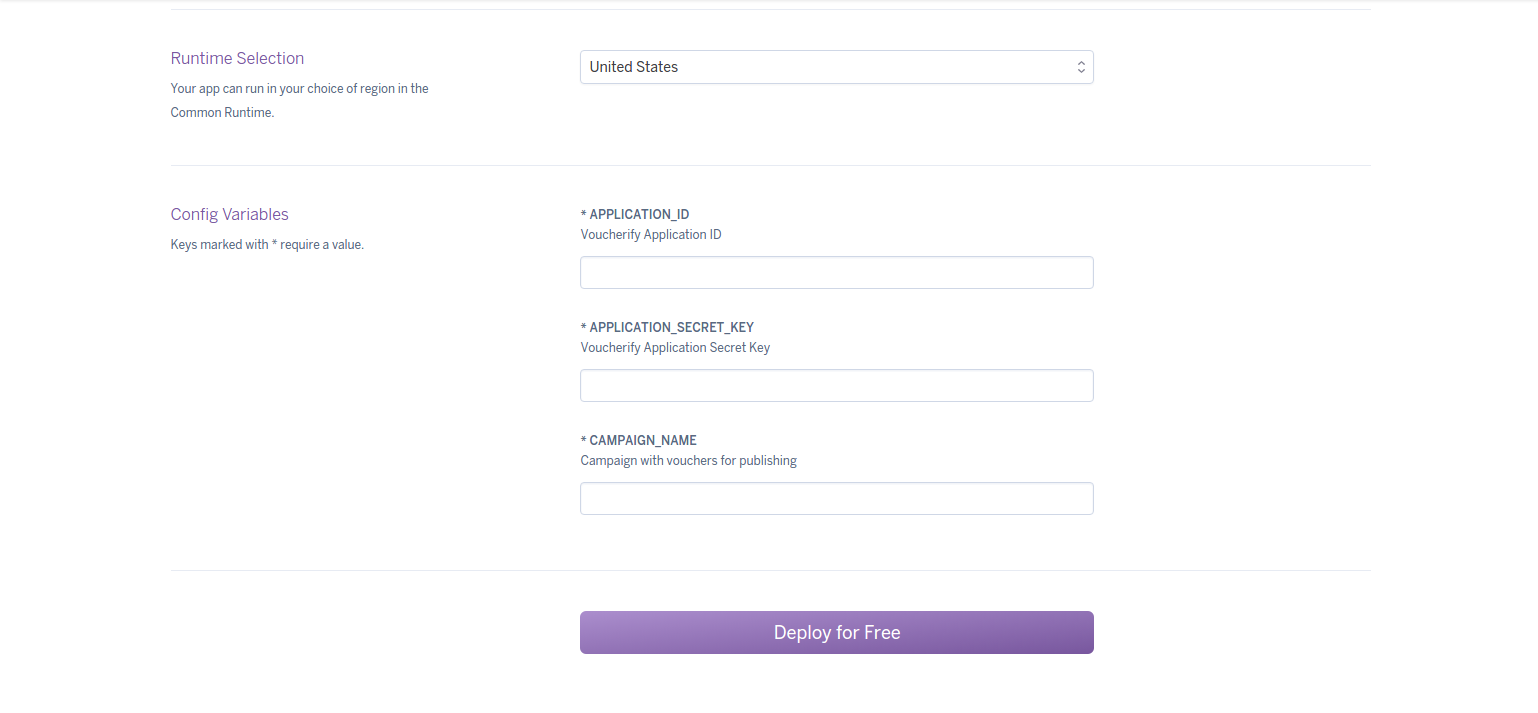 Runtime Selection
Your app can run in your choice of region in the
Common Runtime.
United States
Config Variables
Keys marked with * require a value.
* APPLICATION_ID
Voucherify Application ID
* APPLICATION_SECRET_KEY
Voucherify Application Secret Key
* CAMPAIGN_NAME
Campaign with vouchers for publishing
Deploy for Free